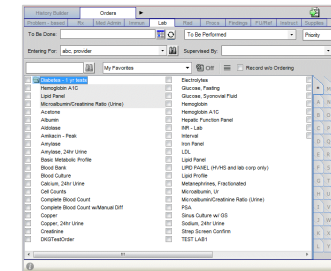 History Builder Orders
Problem - based Rx Med Admin Immun Lab Rad Proce Findings FU/Ref Instruct Supplies
To Be Done: To Be Performed Priority
Entering For: abc, provider Supervised By:
My Favorites Diff Record w/o Ordering
Diabetes - 1 yr tests
Hemoglobin A1C
Lipid Panel
Microalbumin/Creatinine Ratio (Urine)
Acetone
Albumin
Aldolase
Amikacin - Peak
Amylase
Amylase, 24hr Urine
Basic Metabolic Profile
Blood Bank
Blood Culture
Calcium, 24hr Urine
Cell Counts
Complete Blood Count
Complete Blood Count w/Manual Diff
Copper
Copper, 24hr Urine
Creatinine
DKGTestOrder
Electrolytes
Glucose, Fasting
Glucose, Synovial Fluid
Hemoglobin
Hemoglobin A1C
Hepatic Function Panel
INR - Lab
Interval
Iron Panel
LDL
Lipid Panel
LIPID PANEL (HVHS and lab corp only)
Lipid Profile
Metanephrines, Fractionated
Microalbumin, Ur
Microalbumin/Creatinine Ratio (Urine)
PSA
Sinus Culture w/ GS
Sodium, 24hr Urine
Strep Screen Confirm
TEST LAB1